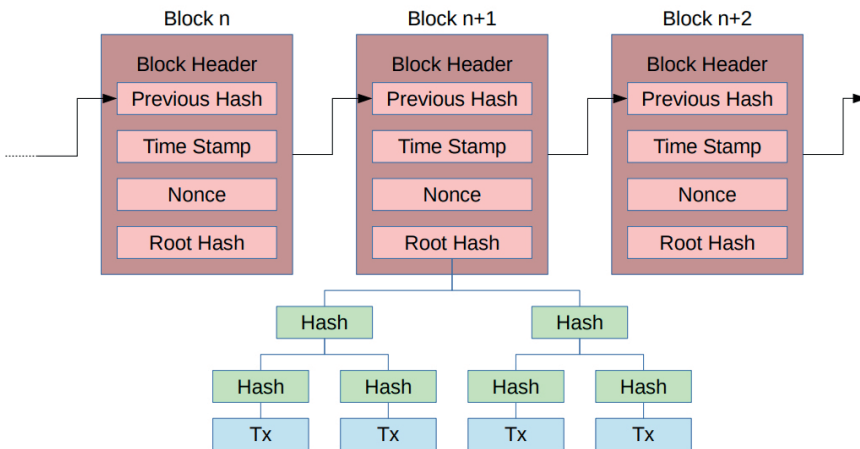 Block n
Block n+1
Block n+2
Block Header
Block Header
Block Header
Previous Hash
Previous Hash
Previous Hash
Time Stamp
Time Stamp
Time Stamp
Nonce
Nonce
Nonce
Root Hash
Root Hash
Root Hash
Hash
Hash
Hash
Hash
Hash
Hash
Tx
Tx
Tx
Tx